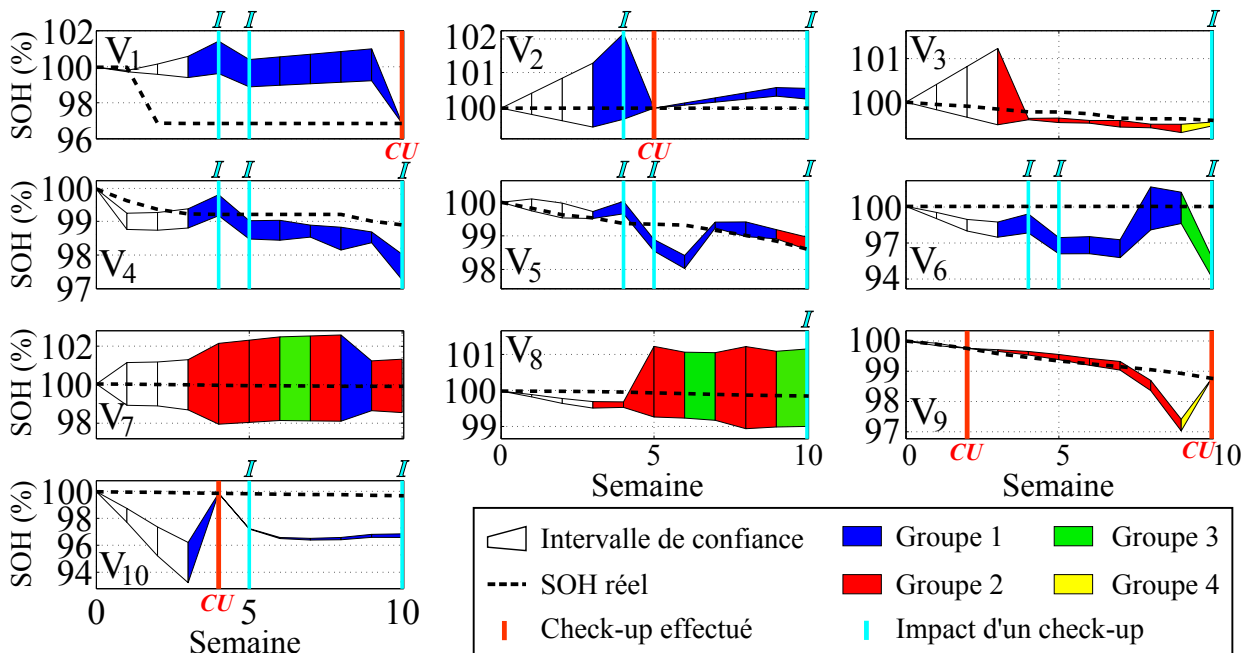 I I
I
I
SOH (%)
102
100
98
96
V1
CU
102
101
100
V2
CU
101
100
V3
I I I
I I I
I I I
SOH (%)
100
99
98
97
V4
100
99
98
V5
100
97
94
V6
SOH (%)
102
100
98
V7
0 5 10
I
101
100
99
V8
0 5 10
Semaine
100
99
98
97
V9
0 CU 5 CU 10
Semaine
I I
SOH (%)
100
98
96
94
V10
0 CU 5 10
Semaine
Intervalle de confiance
SOH réel
Check-up effectué
Groupe 1
Groupe 2
Groupe 3
Groupe 4
Impact d'un check-up